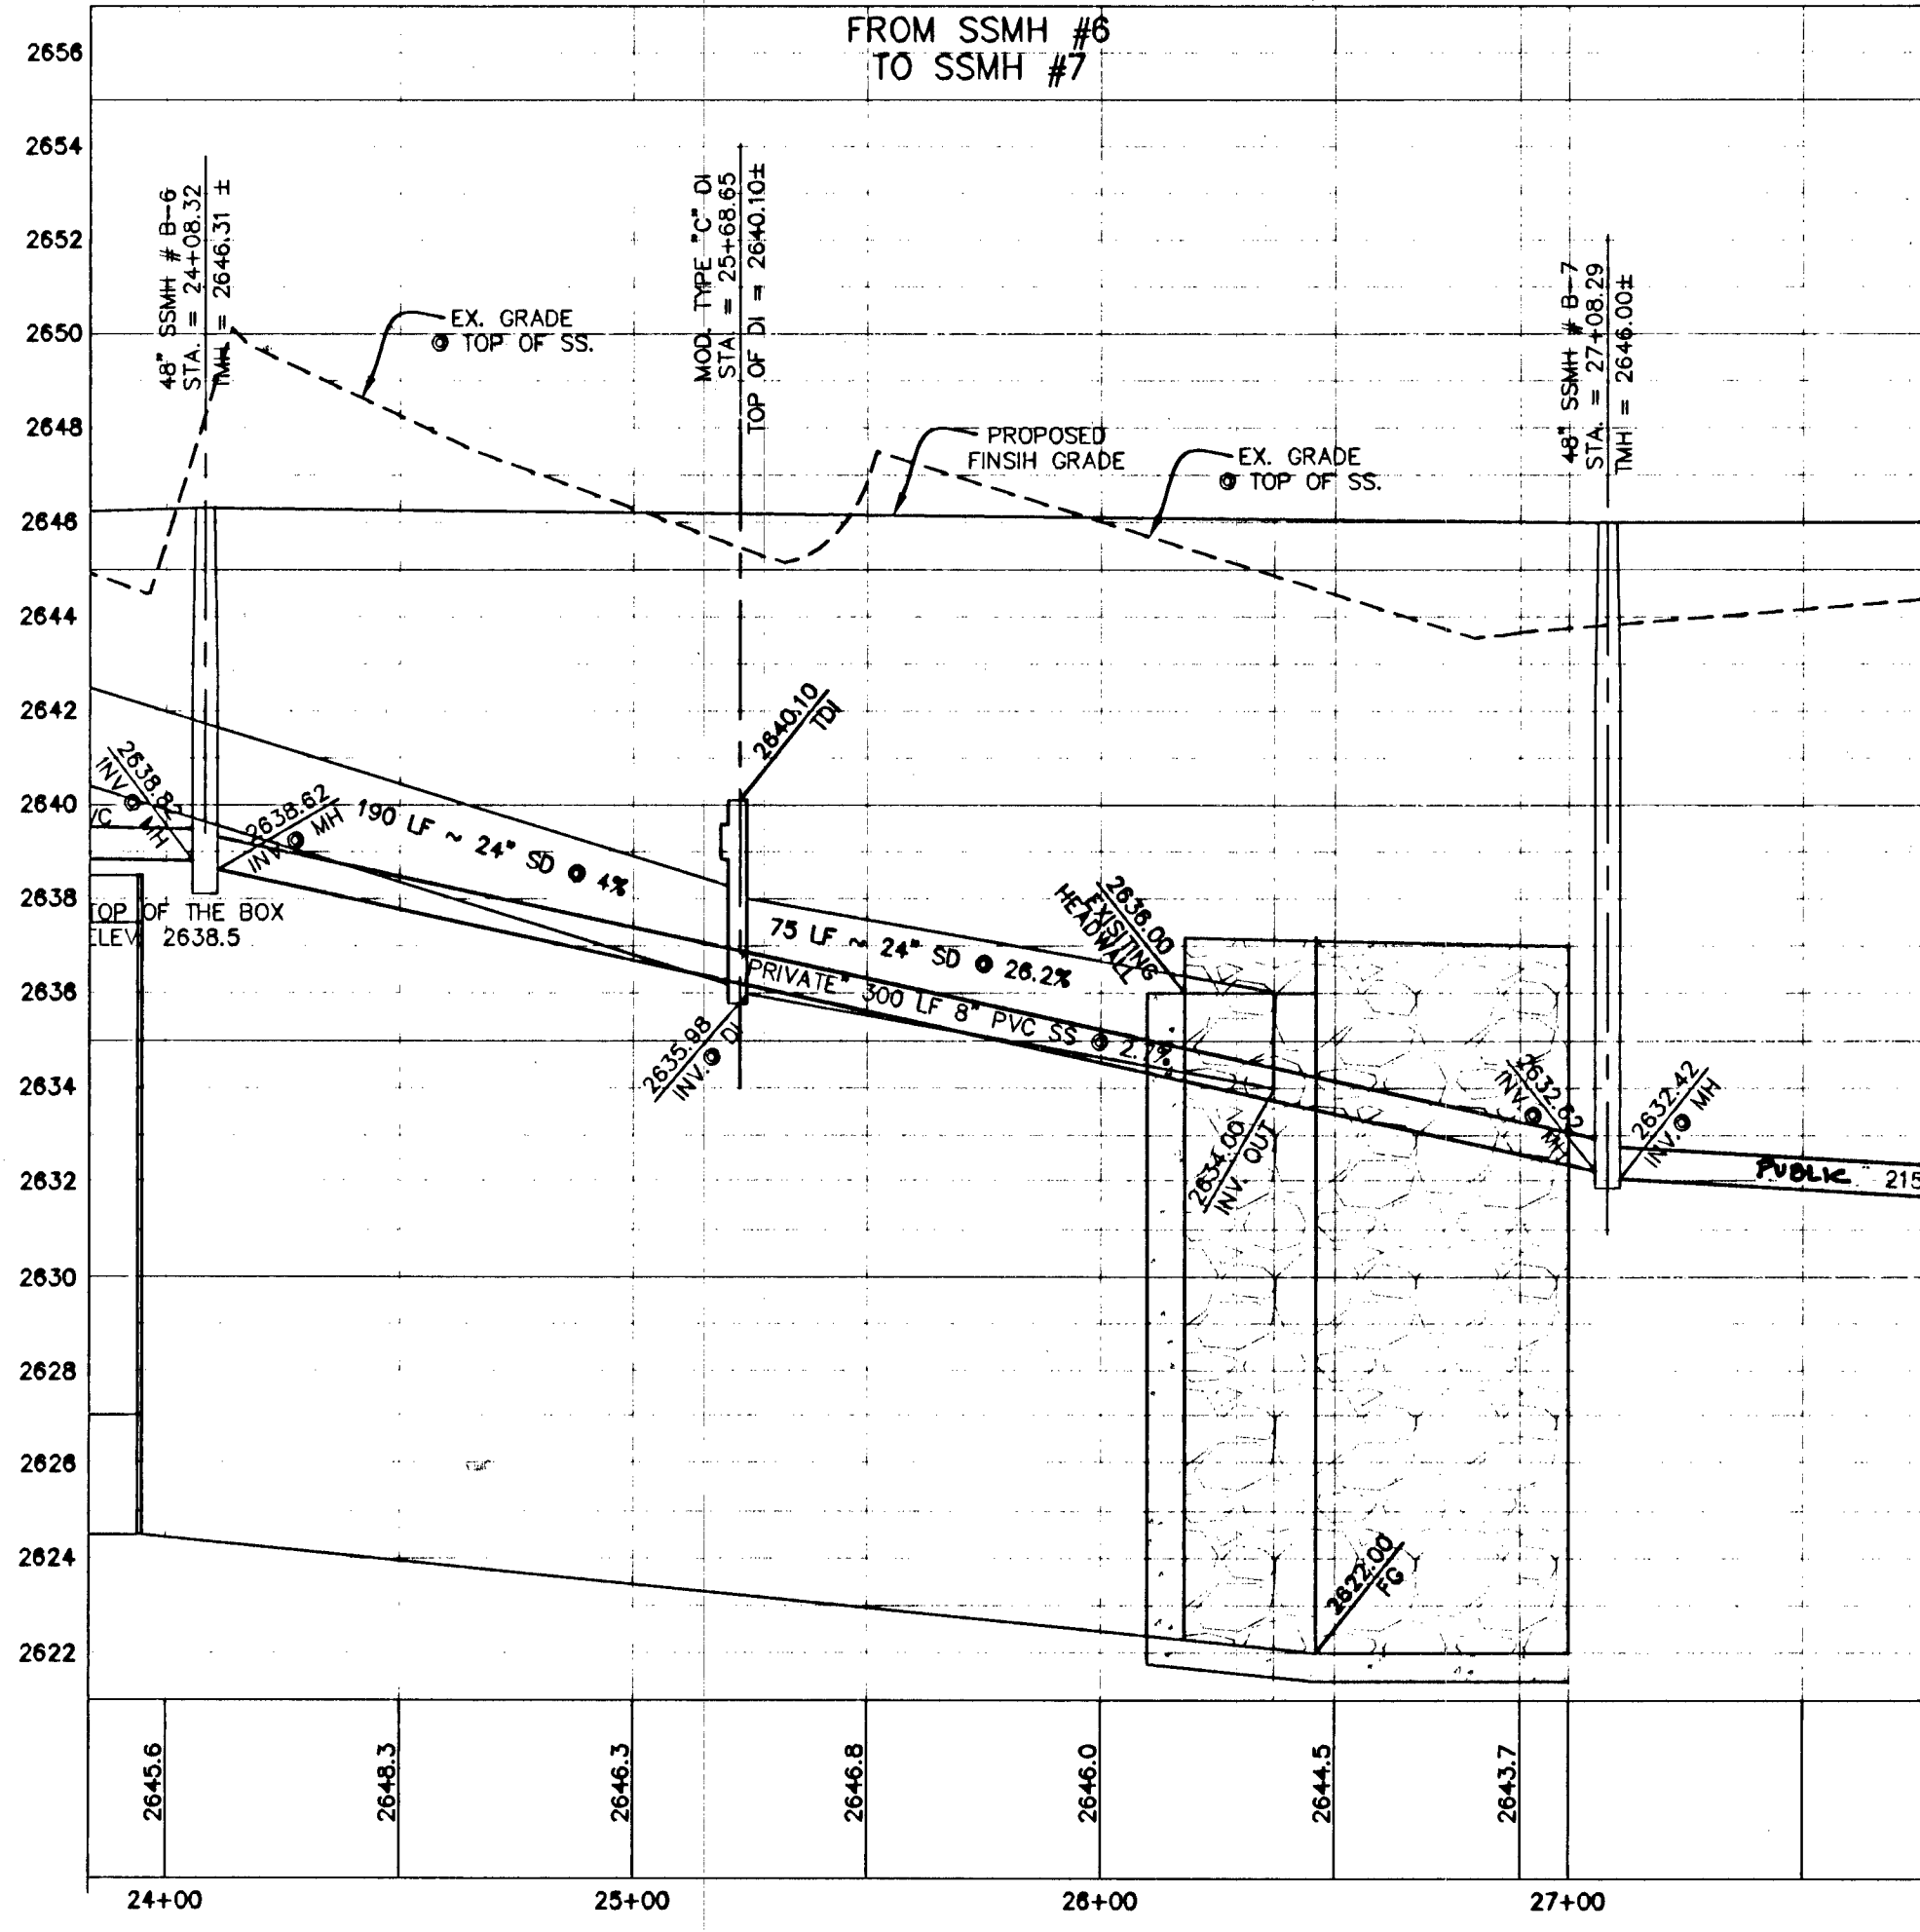 FROM SSMH #6
TO SSMH #7
2656
2654
2652
2650
2648
2646
2644
2642
2640
2638
2636
2634
2632
2630
2628
2626
2624
2622
48" SSMH # B-6
STA. = 24+08.32
TMH = 2646.31 ±
EX. GRADE
@ TOP OF SS.
MOD. TYPE "C" DI
STA = 25+68.65
TOP OF DI = 2640.10±
PROPOSED
FINSIH GRADE
EX. GRADE
@ TOP OF SS.
48" SSMH # B-7
STA. = 27+08.29
TMH = 2646.00±
2638.82
INV @ MH
VC
2638.62
INV @ MH
190 LF ~ 24" SD @ 4%
2640.10
TDI
TOP OF THE BOX
ELEV 2638.5
75 LF ~ 24" SD @ 26.2%
PRIVATE" 300 LF 8" PVC SS @ 2.1%
2636.00
EXISITING
HEADWALL
2635.98
INV. @ DI
2634.00
INV. OUT
2632.62
INV. @ MH
2632.42
INV. @ MH
PUBLIC " 215
2622.00
FG
2645.6
2648.3
2646.3
2646.8
2646.0
2644.5
2643.7
24+00
25+00
26+00
27+00